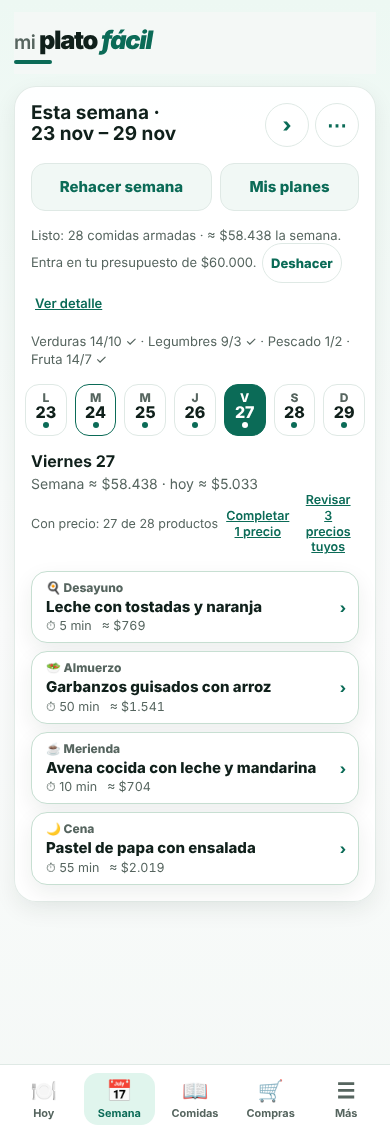 mi plato fácil
Esta semana ·
23 nov – 29 nov
›
···
Rehacer semana
Mis planes
Listo: 28 comidas armadas · ≈ $58.438 la semana.
Entra en tu presupuesto de $60.000.
Deshacer
Ver detalle
Verduras 14/10 ✓ · Legumbres 9/3 ✓ · Pescado 1/2 ·
Fruta 14/7 ✓
L M M J V S D
23 24 25 26 27 28 29
Viernes 27
Semana ≈ $58.438 · hoy ≈ $5.033
Con precio: 27 de 28 productos
Completar
1 precio
Revisar
3
precios
tuyos
🍳 Desayuno
Leche con tostadas y naranja ›
⏱ 5 min ≈ $769
🥗 Almuerzo
Garbanzos guisados con arroz ›
⏱ 50 min ≈ $1.541
☕ Merienda
Avena cocida con leche y mandarina ›
⏱ 10 min ≈ $704
🌙 Cena
Pastel de papa con ensalada ›
⏱ 55 min ≈ $2.019
Hoy Semana Comidas Compras Más